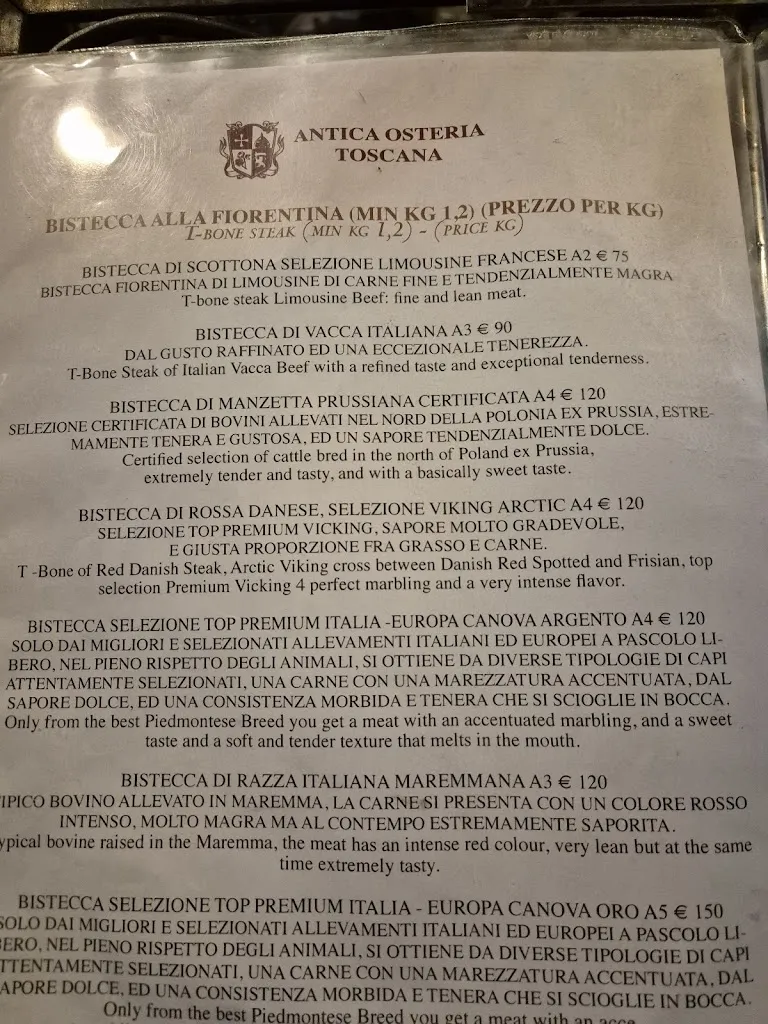 ANTICA OSTERIA
TOSCANA
BISTECCA ALLA FIORENTINA (MIN KG 1,2) (PREZZO PER KG)
T-BONE STEAK (MIN KG 1,2) - (PRICE KG)
BISTECCA DI SCOTTONA SELEZIONE LIMOUSINE FRANCESE A2 € 75
BISTECCA FIORENTINA DI LIMOUSINE DI CARNE FINE E TENDENZIALMENTE MAGRA
T-bone steak Limousine Beef: fine and lean meat.
BISTECCA DI VACCA ITALIANA A3 € 90
DAL GUSTO RAFFINATO ED UNA ECCEZIONALE TENEREZZA.
T-Bone Steak of Italian Vacca Beef with a refined taste and exceptional tenderness.
BISTECCA DI MANZETTA PRUSSIANA CERTIFICATA A4 € 120
SELEZIONE CERTIFICATA DI BOVINI ALLEVATI NEL NORD DELLA POLONIA EX PRUSSIA, ESTRE-
MAMENTE TENERA E GUSTOSA, ED UN SAPORE TENDENZIALMENTE DOLCE.
Certified selection of cattle bred in the north of Poland ex Prussia,
extremely tender and tasty, and with a basically sweet taste.
BISTECCA DI ROSSA DANESE, SELEZIONE VIKING ARCTIC A4 € 120
SELEZIONE TOP PREMIUM VICKING, SAPORE MOLTO GRADEVOLE,
E GIUSTA PROPORZIONE FRA GRASSO E CARNE.
T -Bone of Red Danish Steak, Arctic Viking cross between Danish Red Spotted and Frisian, top
selection Premium Vicking 4 perfect marbling and a very intense flavor.
BISTECCA SELEZIONE TOP PREMIUM ITALIA -EUROPA CANOVA ARGENTO A4 € 120
SOLO DAI MIGLIORI E SELEZIONATI ALLEVAMENTI ITALIANI ED EUROPEI A PASCOLO LI-
BERO, NEL PIENO RISPETTO DEGLI ANIMALI, SI OTTIENE DA DIVERSE TIPOLOGIE DI CAPI
ATTENTAMENTE SELEZIONATI, UNA CARNE CON UNA MAREZZATURA ACCENTUATA, DAL
SAPORE DOLCE, ED UNA CONSISTENZA MORBIDA E TENERA CHE SI SCIOGLIE IN BOCCA.
Only from the best Piedmontese Breed you get a meat with an accentuated marbling, and a sweet
taste and a soft and tender texture that melts in the mouth.
BISTECCA DI RAZZA ITALIANA MAREMMANA A3 € 120
TIPICO BOVINO ALLEVATO IN MAREMMA, LA CARNE SI PRESENTA CON UN COLORE ROSSO
INTENSO, MOLTO MAGRA MA AL CONTEMPO ESTREMAMENTE SAPORITA.
ypical bovine raised in the Maremma, the meat has an intense red colour, very lean but at the same
time extremely tasty.
BISTECCA SELEZIONE TOP PREMIUM ITALIA - EUROPA CANOVA ORO A5 € 150
SOLO DAI MIGLIORI E SELEZIONATI ALLEVAMENTI ITALIANI ED EUROPEI A PASCOLO LI-
BERO, NEL PIENO RISPETTO DEGLI ANIMALI, SI OTTIENE DA DIVERSE TIPOLOGIE DI CAPI
TTENTAMENTE SELEZIONATI, UNA CARNE CON UNA MAREZZATURA ACCENTUATA, DAL
APORE DOLCE, ED UNA CONSISTENZA MORBIDA E TENERA CHE SI SCIOGLIE IN BOCCA.
Only from the best Piedmontese Breed you get a meat with an